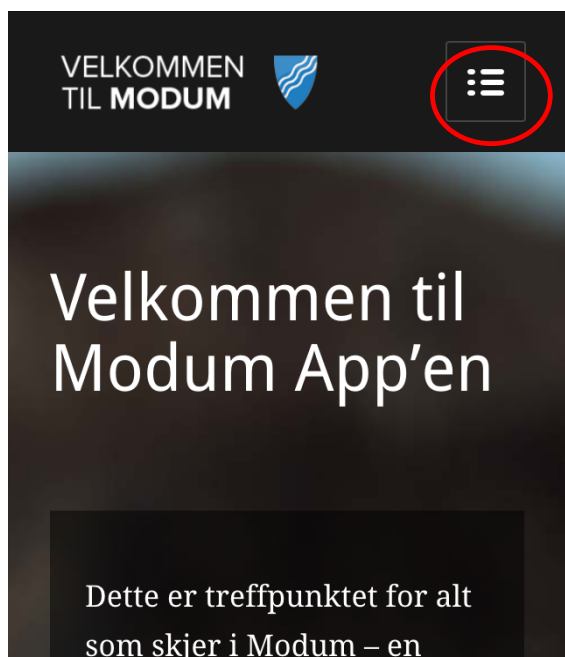 VELKOMMEN
TIL MODUM
Velkommen til
Modum App’en
Dette er treffpunktet for alt
som skjer i Modum – en